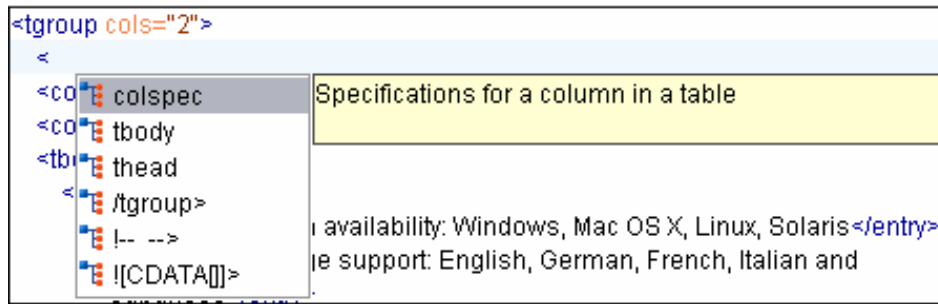 <tgroup cols="2">
<
<co colspec Specifications for a column in a table
<co tbody
<tb thead
< /tgroup>
!-- --> availability: Windows, Mac OS X, Linux, Solaris</entry>
![CDATA[]]> support: English, German, French, Italian and